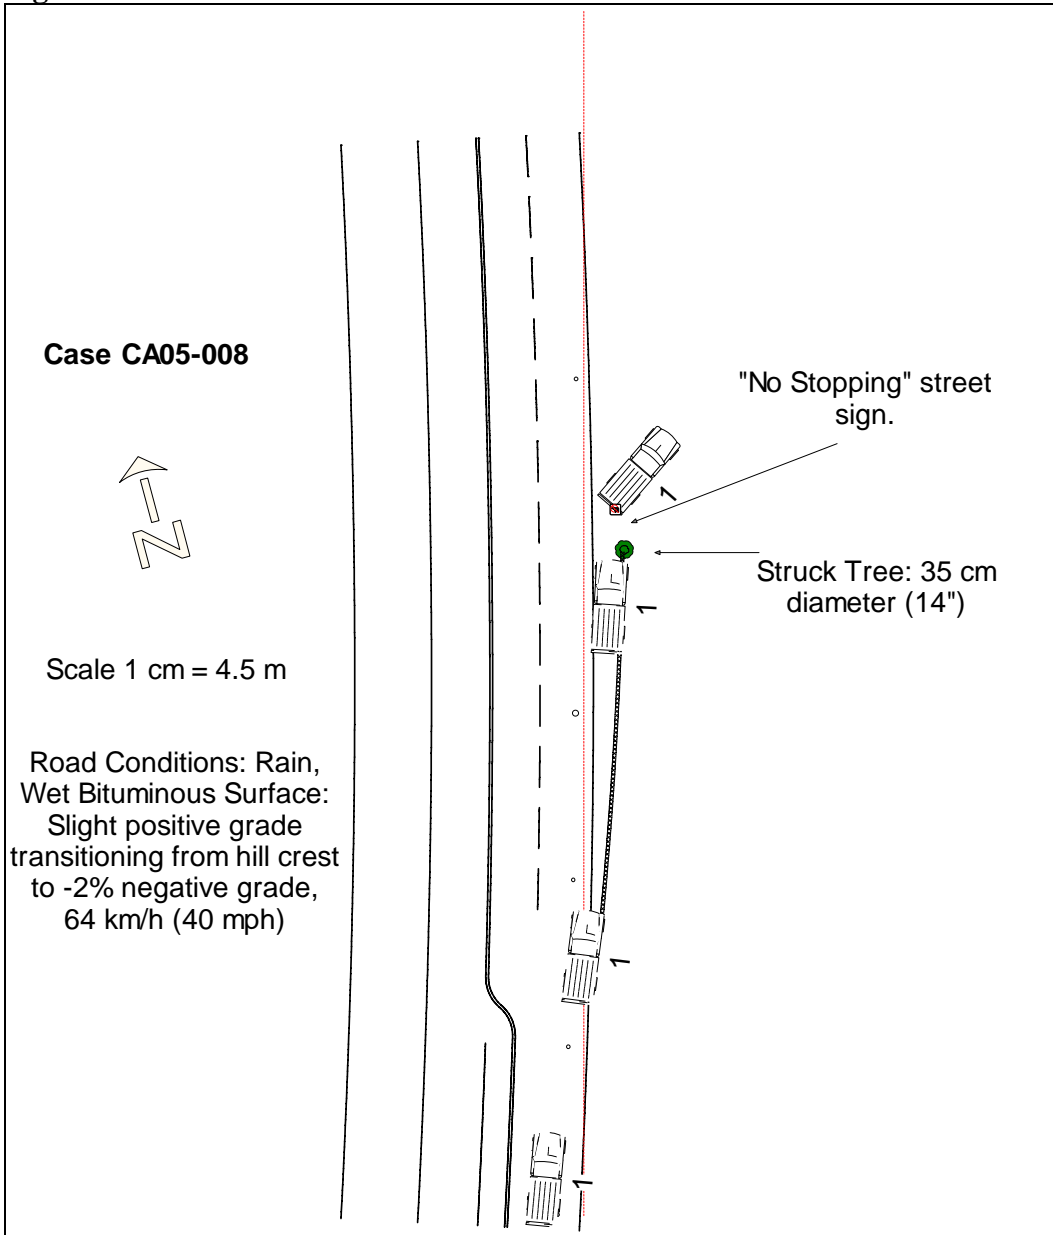 Case CA05-008
"No Stopping" street
sign.
1
N
Struck Tree: 35 cm
diameter (14")
1
Scale 1 cm = 4.5 m
Road Conditions: Rain,
Wet Bituminous Surface:
Slight positive grade
transitioning from hill crest
to -2% negative grade,
64 km/h (40 mph)
1
1